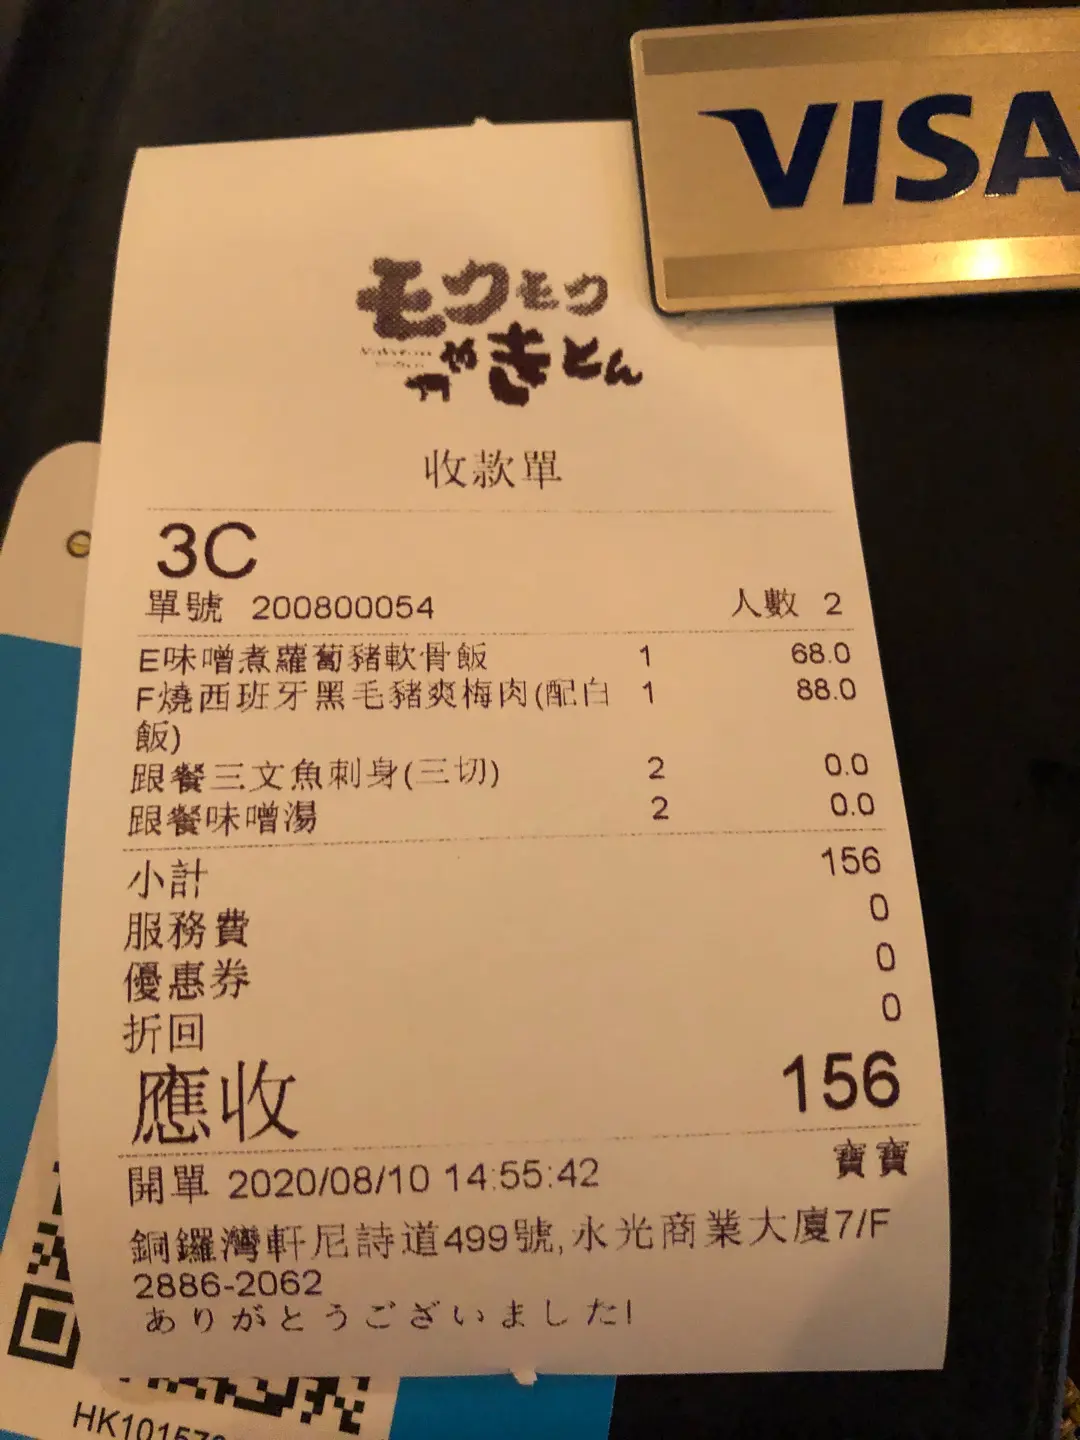 VISA
モウモウ
やきとん
收款單
3C
單號 200800054 人數 2
E味噌煮蘿蔔豬軟骨飯 1 68.0
F燒西班牙黑毛豬爽梅肉(配白 1 88.0
飯)
跟餐三文魚刺身(三切) 2 0.0
跟餐味噌湯 2 0.0
小計 156
服務費 0
優惠券 0
折回 0
應收 156
開單 2020/08/10 14:55:42 寶寶
銅鑼灣軒尼詩道499號,永光商業大廈7/F
2886-2062
ありがとうございました!